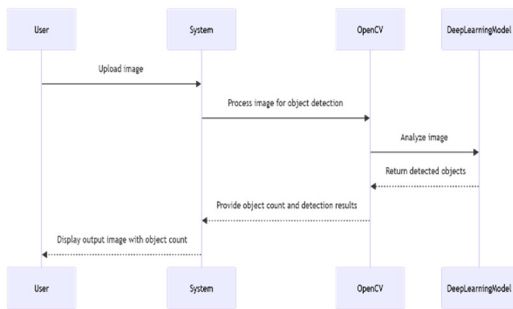 User
System
OpenCV
DeepLearningModel
Upload image
Process image for object detection
Analyze image
Return detected objects
Provide object count and detection results
Display output image with object count
User
System
OpenCV
DeepLearningModel